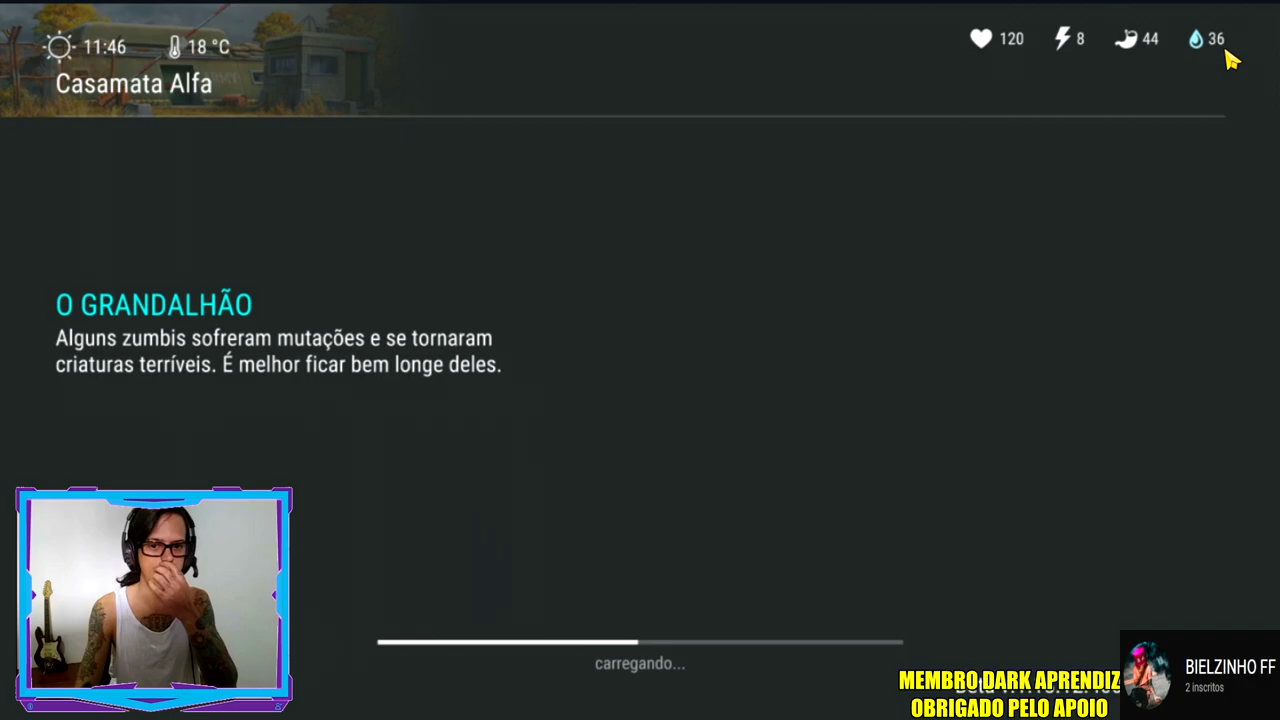 11:46 18 °C
Casamata Alfa
120 8 44 36
O GRANDALHÃO
Alguns zumbis sofreram mutações e se tornaram
criaturas terríveis. É melhor ficar bem longe deles.
carregando...
MEMBRO DARK APRENDIZ
OBRIGADO PELO APOIO
BIELZINHO FF
2 inscritos